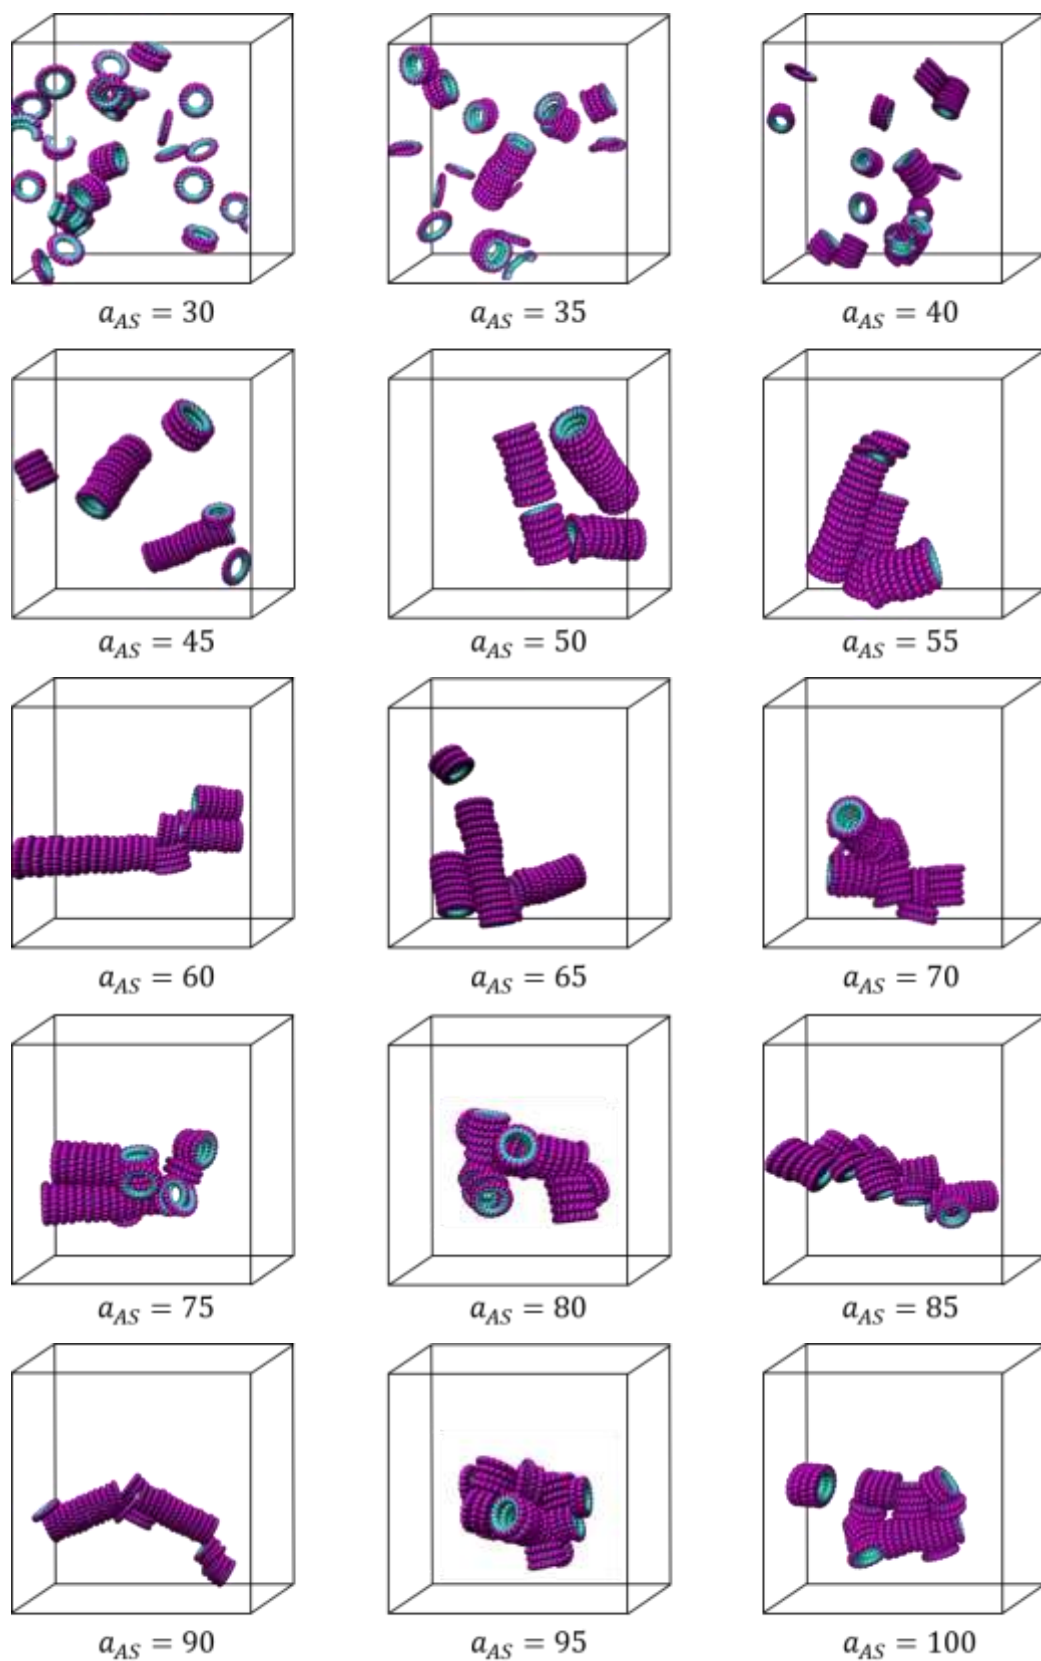 a_AS = 30
a_AS = 35
a_AS = 40
a_AS = 45
a_AS = 50
a_AS = 55
a_AS = 60
a_AS = 65
a_AS = 70
a_AS = 75
a_AS = 80
a_AS = 85
a_AS = 90
a_AS = 95
a_AS = 100